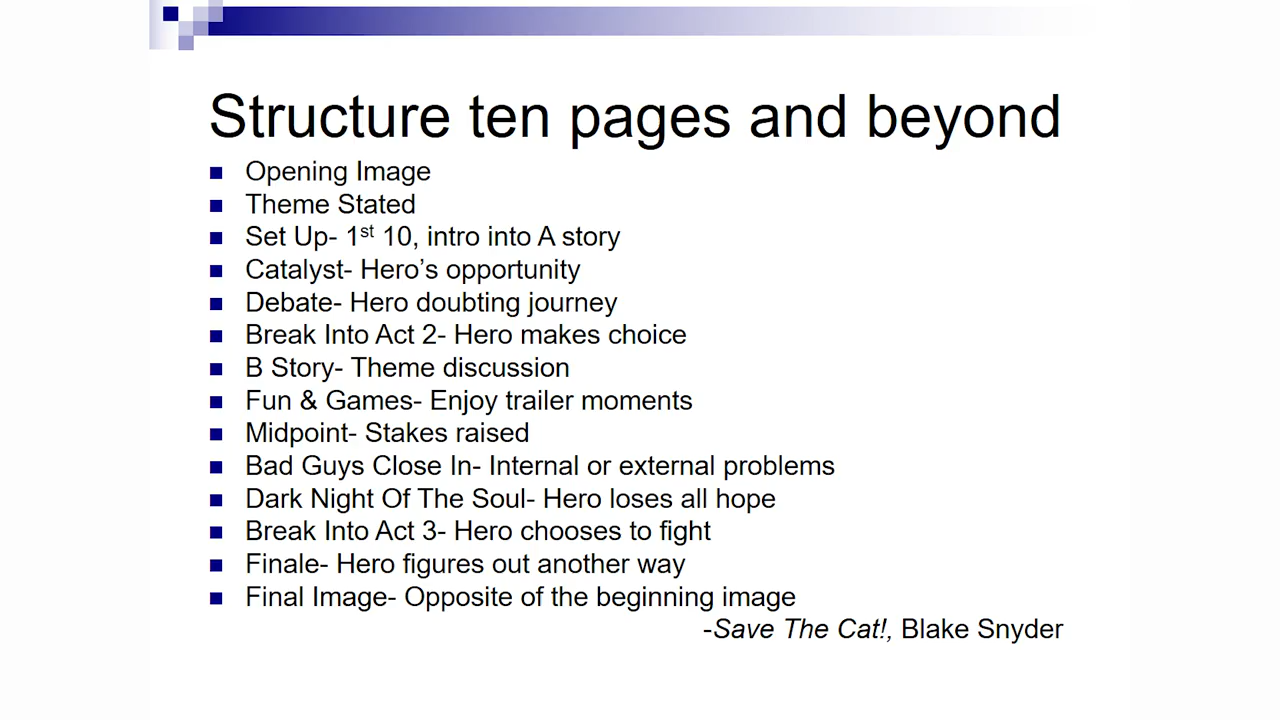 Structure ten pages and beyond
Opening Image
Theme Stated
Set Up- 1st 10, intro into A story
Catalyst- Hero’s opportunity
Debate- Hero doubting journey
Break Into Act 2- Hero makes choice
B Story- Theme discussion
Fun & Games- Enjoy trailer moments
Midpoint- Stakes raised
Bad Guys Close In- Internal or external problems
Dark Night Of The Soul- Hero loses all hope
Break Into Act 3- Hero chooses to fight
Finale- Hero figures out another way
Final Image- Opposite of the beginning image
-Save The Cat!, Blake Snyder